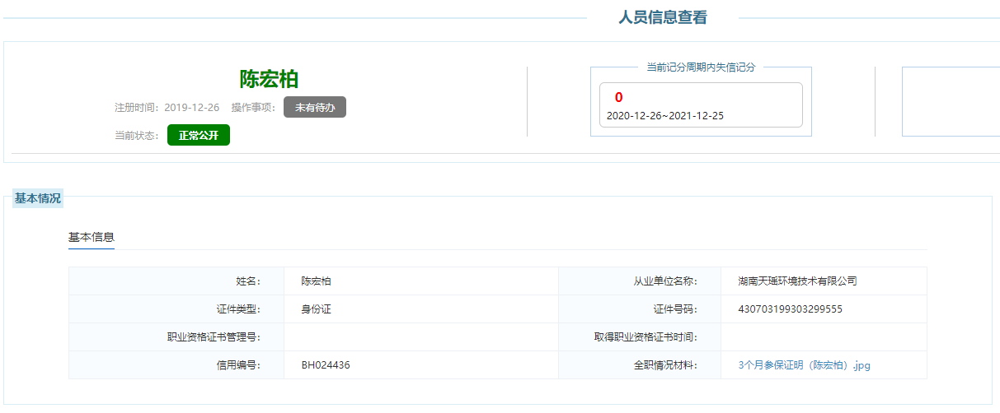 人员信息查看
陈宏柏
注册时间：2019-12-26 操作事项： 未有待办
当前状态： 正常公开
当前记分周期内失信记分
0
2020-12-26~2021-12-25
基本情况
基本信息
姓名： 陈宏柏 从业单位名称： 湖南天瑶环境技术有限公司
证件类型： 身份证 证件号码： 430703199303299555
职业资格证书管理号： 取得职业资格证书时间：
信用编号： BH024436 全职情况材料： 3个月参保证明（陈宏柏）.jpg